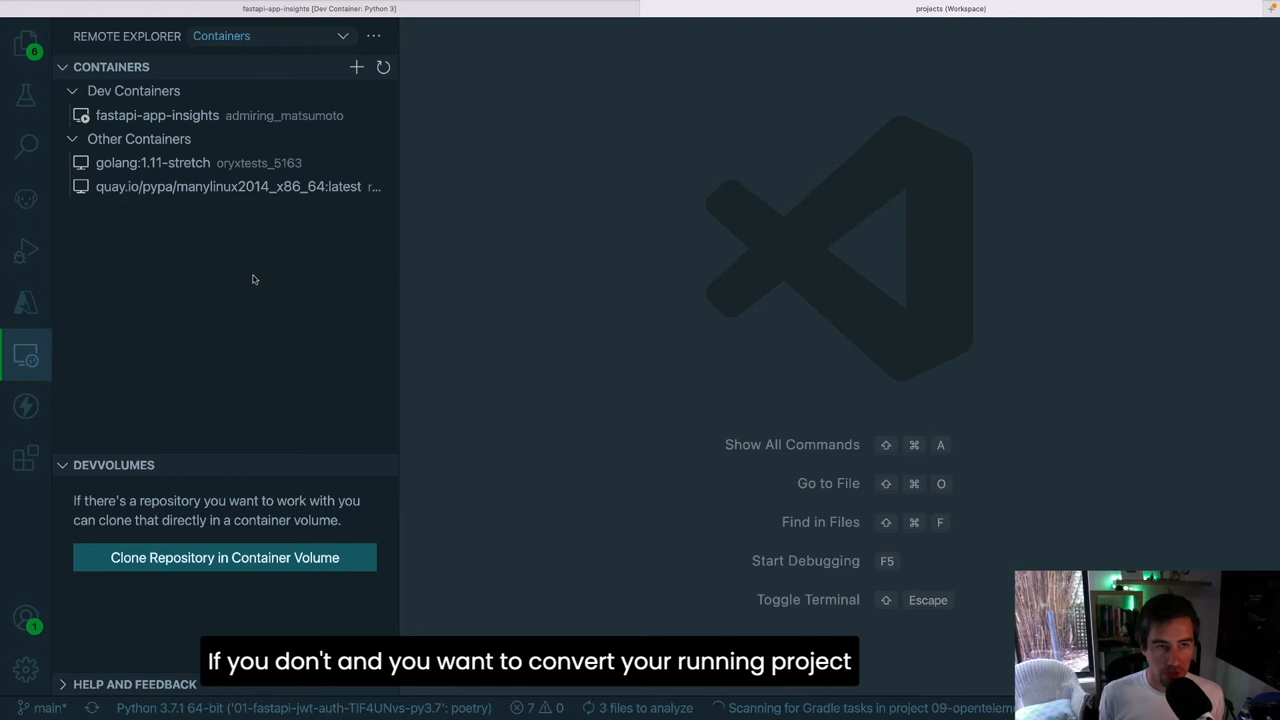 fastapi-app-insights [Dev Container: Python 3]
projects (Workspace)
REMOTE EXPLORER
Containers
CONTAINERS
Dev Containers
fastapi-app-insights admiring_matsumoto
Other Containers
golang:1.11-stretch oryxtests_5163
quay.io/pypa/manylinux2014_x86_64:latest r...
6
Show All Commands ⇧ ⌘ A
Go to File ⇧ ⌘ O
Find in Files ⇧ ⌘ F
Start Debugging F5
Toggle Terminal ⇧ Escape
DEVVOLUMES
If there's a repository you want to work with you
can clone that directly in a container volume.
Clone Repository in Container Volume
1
If you don't and you want to convert your running project
HELP AND FEEDBACK
main* Python 3.7.1 64-bit ('01-fastapi-jwt-auth-TIF4UNvs-py3.7': poetry) 7 0 3 files to analyze Scanning for Gradle tasks in project 09-opentelem